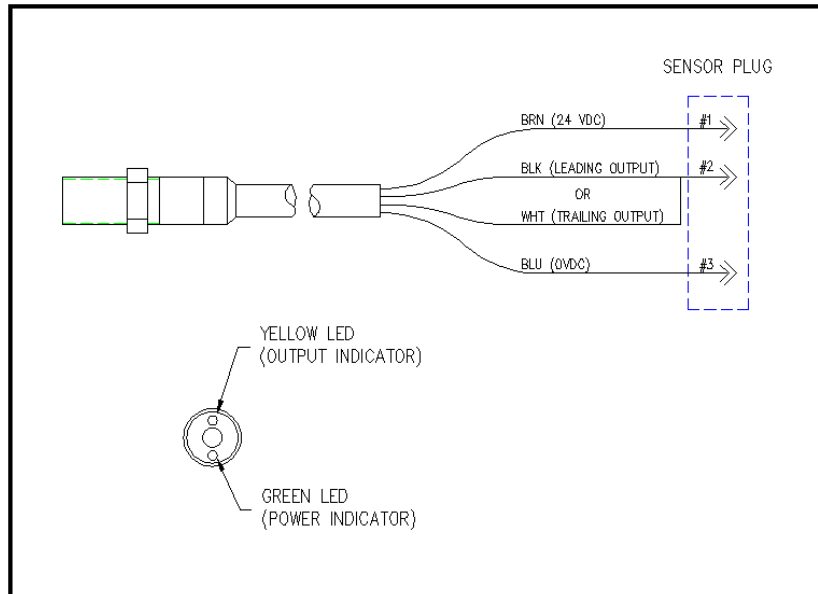 SENSOR PLUG
BRN (24 VDC)
#1
BLK (LEADING OUTPUT)
#2
OR
WHT (TRAILING OUTPUT)
BLU (0VDC)
#3
YELLOW LED
(OUTPUT INDICATOR)
GREEN LED
(POWER INDICATOR)